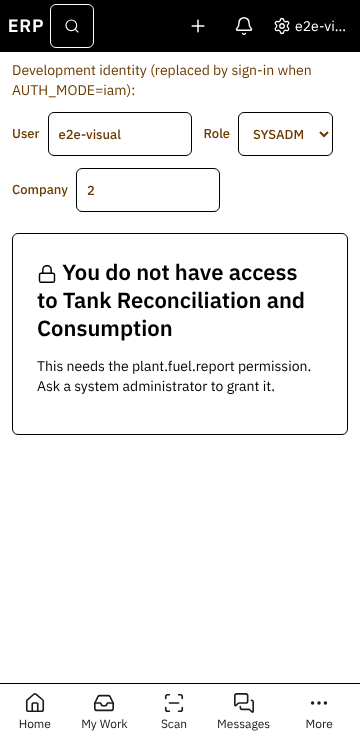 ERP
e2e-vi...
Development identity (replaced by sign-in when
AUTH_MODE=iam):
User e2e-visual Role SYSADM
Company 2
You do not have access
to Tank Reconciliation and
Consumption
This needs the plant.fuel.report permission.
Ask a system administrator to grant it.
Home My Work Scan Messages More